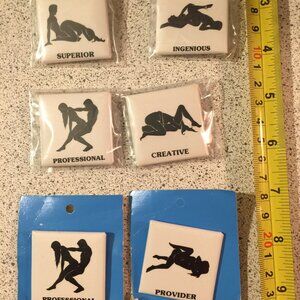 SUPERIOR
INGENIOUS
PROFESSIONAL
CREATIVE
PROFESSIONAL
PROVIDER